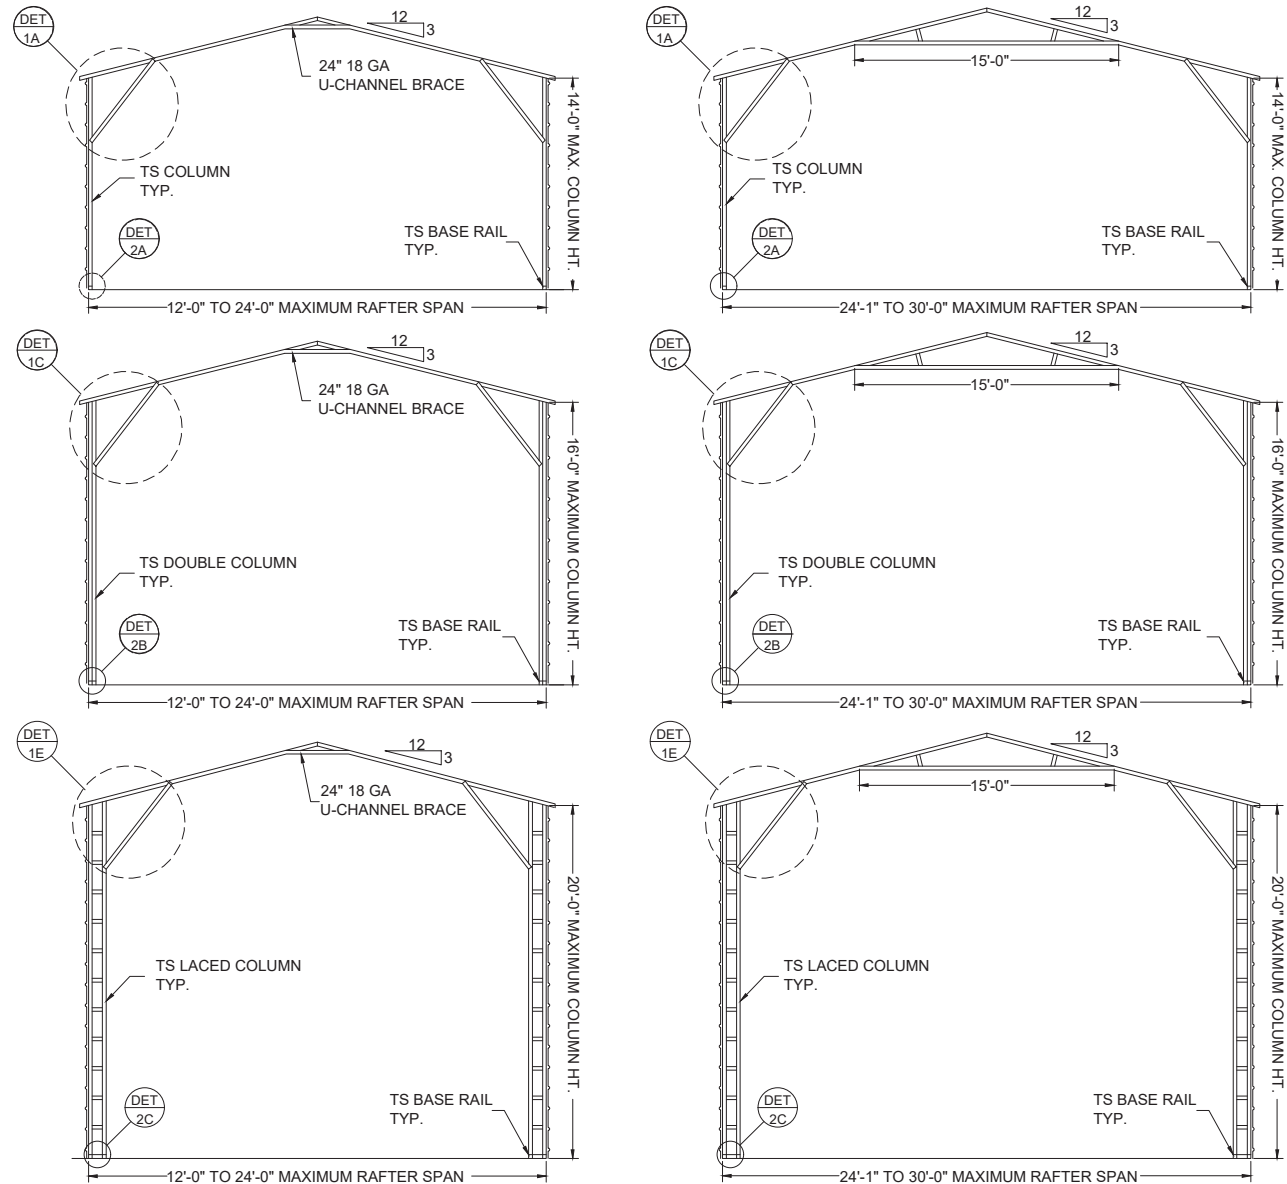 DET
1A
12
3
24" 18 GA
U-CHANNEL BRACE
TS COLUMN
TYP.
DET
2A
TS BASE RAIL
TYP.
14'-0" MAX. COLUMN HT.
12'-0" TO 24'-0" MAXIMUM RAFTER SPAN
DET
1A
12
3
15'-0"
TS COLUMN
TYP.
DET
2A
TS BASE RAIL
TYP.
14'-0" MAX. COLUMN HT.
24'-1" TO 30'-0" MAXIMUM RAFTER SPAN
DET
1C
12
3
24" 18 GA
U-CHANNEL BRACE
TS DOUBLE COLUMN
TYP.
DET
2B
TS BASE RAIL
TYP.
16'-0" MAXIMUM COLUMN HT.
12'-0" TO 24'-0" MAXIMUM RAFTER SPAN
DET
1C
12
3
15'-0"
TS DOUBLE COLUMN
TYP.
DET
2B
TS BASE RAIL
TYP.
16'-0" MAXIMUM COLUMN HT.
24'-1" TO 30'-0" MAXIMUM RAFTER SPAN
DET
1E
12
3
24" 18 GA
U-CHANNEL BRACE
TS LACED COLUMN
TYP.
DET
2C
TS BASE RAIL
TYP.
20'-0" MAXIMUM COLUMN HT.
12'-0" TO 24'-0" MAXIMUM RAFTER SPAN
DET
1E
12
3
15'-0"
TS LACED COLUMN
TYP.
DET
2C
TS BASE RAIL
TYP.
20'-0" MAXIMUM COLUMN HT.
24'-1" TO 30'-0" MAXIMUM RAFTER SPAN